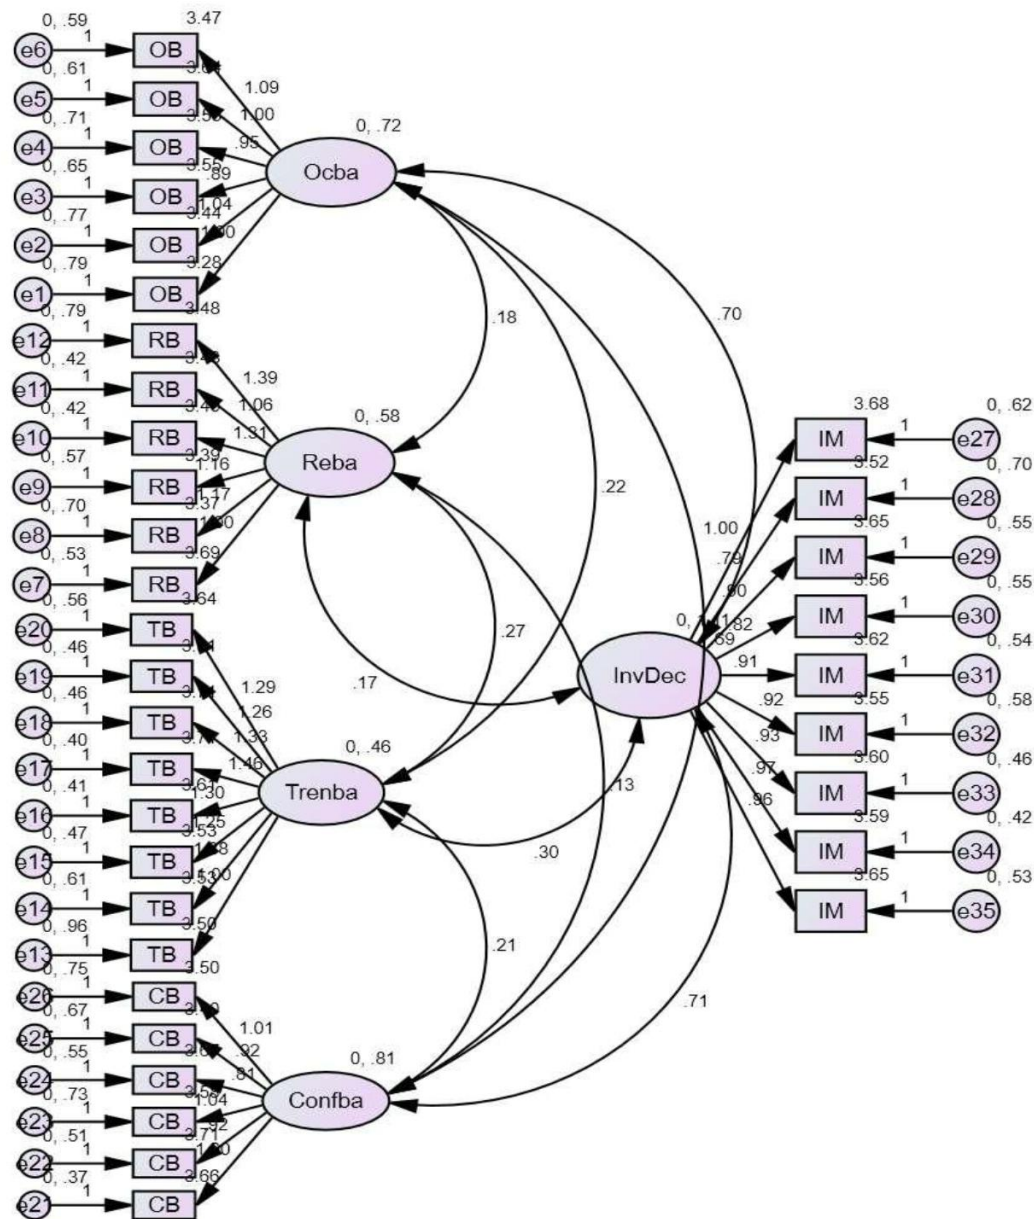 0, .59
3.47
e6
1
OB
0, .61
e5
1
OB
1.09
0, .71
1.00
e4
1
OB
.95
0, .72
0, .65
3.55
Ocba
e3
1
OB
.89
0, .77
3.44
1.04
e2
1
OB
0, .79
3.28
e1
1
OB
0, .79
3.48
e12
1
RB
.18
.70
0, .42
e11
1
RB
1.39
0, .42
1.06
0, .58
e10
1
RB
1.31
0, .57
3.39
Reba
e9
1
RB
1.16
0, .70
3.37
1.17
.22
e8
1
RB
0, .53
3.69
e7
1
RB
0, .56
3.64
e20
1
TB
.27
0, .46
e19
1
TB
.17
0, .46
1.29
e18
1
TB
1.26
0, .40
1.33
0, .46
e17
1
TB
1.46
Trenba
0, .41
3.61
1.30
.13
e16
1
TB
1.25
0, .47
3.53
.30
e15
1
TB
0, .61
3.53
1.00
e14
1
TB
0, .96
3.50
e13
1
TB
.21
0, .75
3.50
e26
1
CB
.71
0, .67
1.01
e25
1
CB
.92
0, .55
.81
0, .81
e24
1
CB
Confba
0, .73
1.04
e23
1
CB
.92
0, .51
3.71
e22
1
CB
0, .37
3.66
e21
1
CB
InvDec
3.68
0, .62
IM
1
e27
3.52
0, .70
1.00
IM
1
e28
3.65
0, .55
.79
IM
1
e29
3.56
0, .55
.90
IM
1
e30
3.62
0, .54
.82
IM
1
e31
.91
3.55
0, .58
.92
IM
1
e32
3.60
0, .46
.93
IM
1
e33
3.59
0, .42
.97
IM
1
e34
3.65
0, .53
.96
IM
1
e35